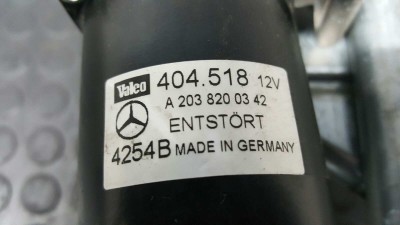 Valeo 404.518 12V
A 203 820 03 42
ENTSTÖRT
4254B MADE IN GERMANY